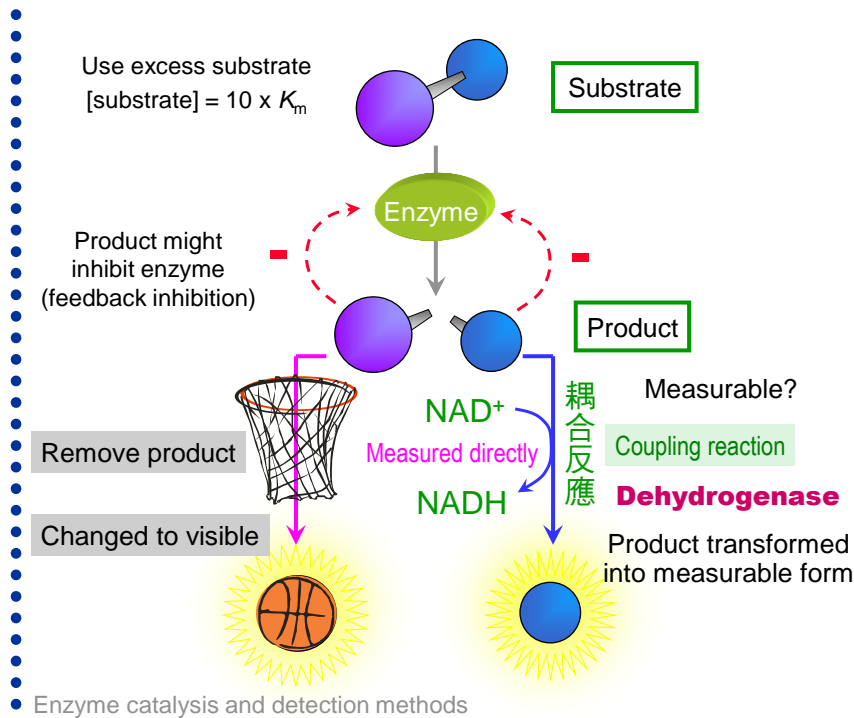 Use excess substrate
[substrate] = 10 x Km
Substrate
Enzyme
Product might
inhibit enzyme
(feedback inhibition)
-
-
Product
Measurable?
NAD+
Measured directly
NADH
耦合反應
Coupling reaction
Dehydrogenase
Remove product
Changed to visible
Product transformed
into measurable form
Enzyme catalysis and detection methods